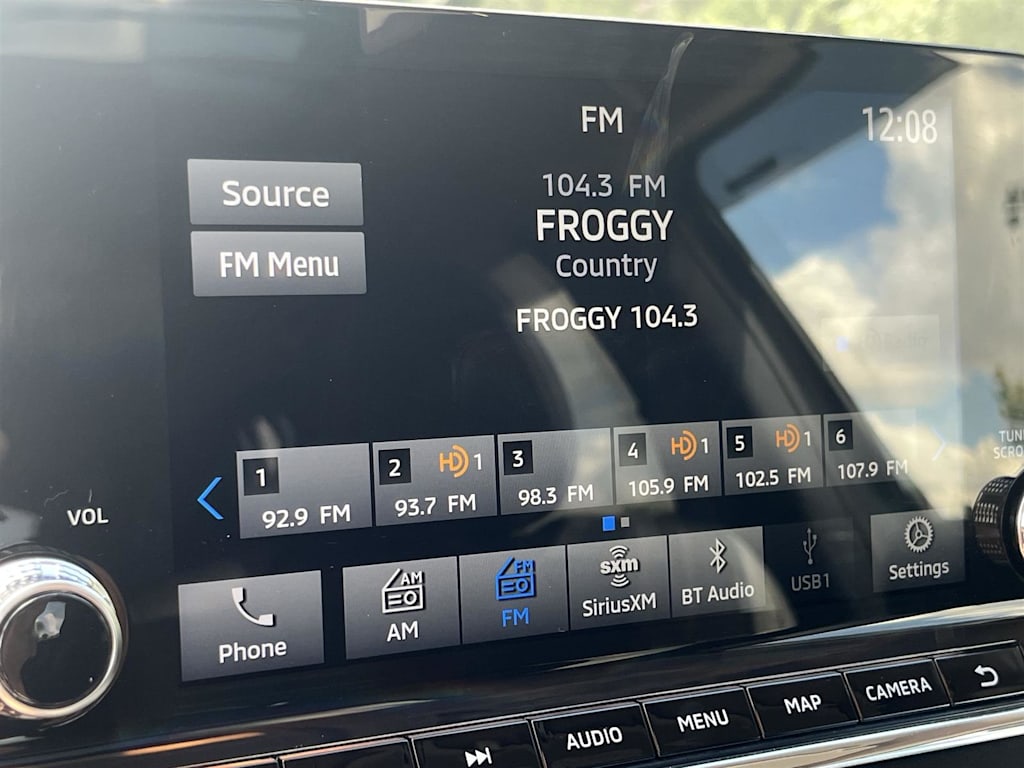 FM
12:08
Source
FM Menu
104.3 FM
FROGGY
Country
FROGGY 104.3
1
92.9 FM
2 HD 1
93.7 FM
3
98.3 FM
4 HD 1
105.9 FM
5 HD 1
102.5 FM
6
107.9 FM
VOL
Phone
AM
AM
FM
FM
sxm
SiriusXM
BT Audio
USB1
Settings
AUDIO
MENU
MAP
CAMERA